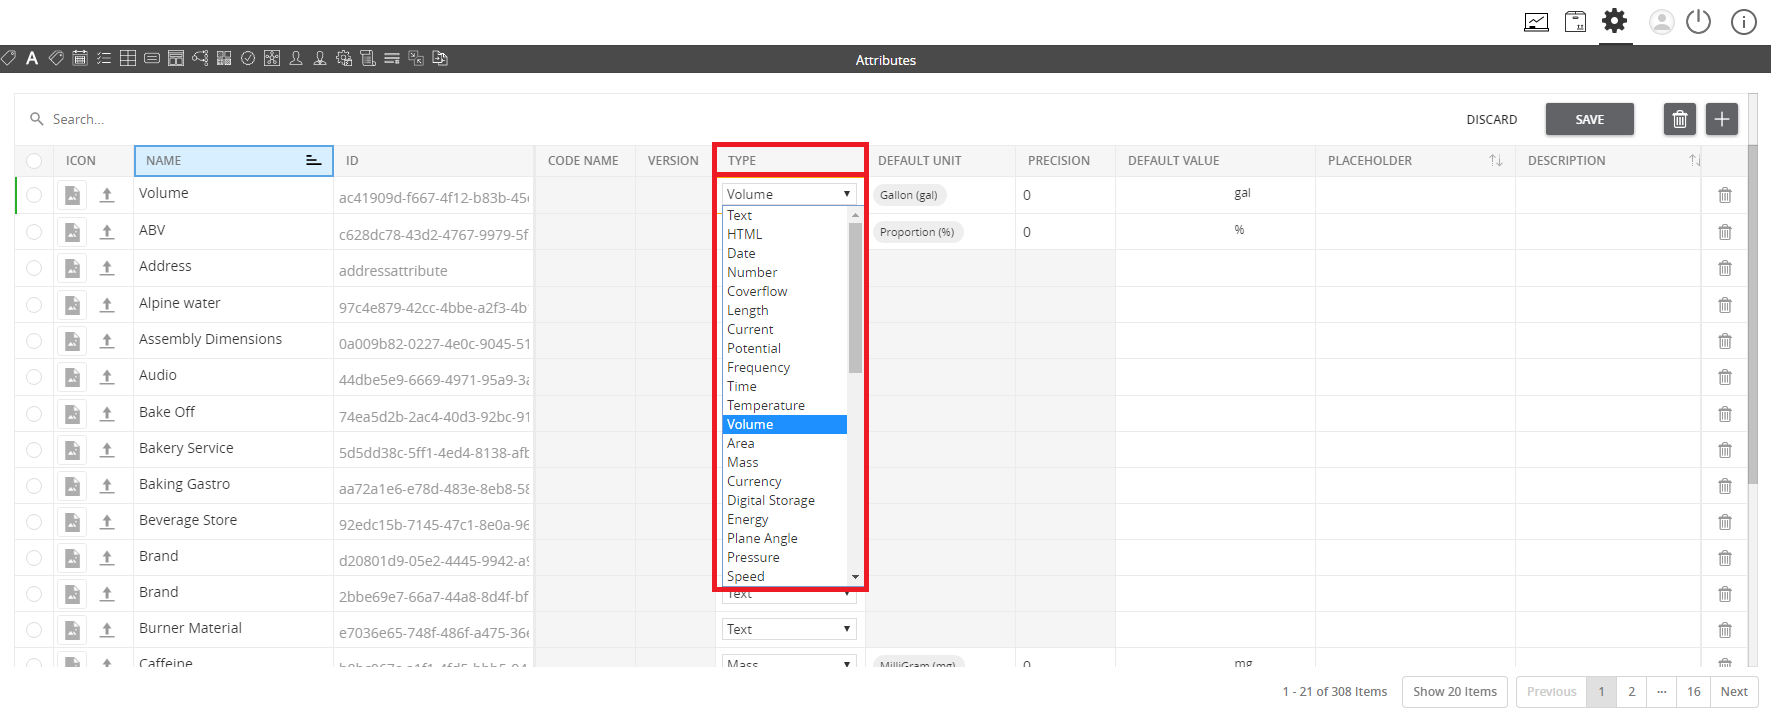 A
Attributes
Search...
DISCARD
SAVE
ICON NAME ID CODE NAME VERSION TYPE DEFAULT UNIT PRECISION DEFAULT VALUE PLACEHOLDER DESCRIPTION
Volume ac41909d-f667-4f12-b83b-45 Volume Gallon (gal) 0 gal
ABV c628dc78-43d2-4767-9979-5f Proportion (%) 0 %
Address addressattribute
Alpine water 97c4e879-42cc-4bbe-a2f3-4b
Assembly Dimensions 0a009b82-0227-4e0c-9045-51
Audio 44dbe5e9-6669-4971-95a9-3a
Bake Off 74ea5d2b-2ac4-40d3-92bc-91
Bakery Service 5d5dd38c-5ff1-4ed4-8138-afb
Baking Gastro aa72a1e6-e78d-483e-8eb8-58
Beverage Store 92edc15b-7145-47c1-8e0a-96
Brand d20801d9-05e2-4445-9942-a9
Brand 2bbe69e7-66a7-44a8-8d4f-bf Text
Burner Material e7036e65-748f-486f-a475-36e Text
Caffeine Mass MilliGram (mg) 0 mg
Text
HTML
Date
Number
Coverflow
Length
Current
Potential
Frequency
Time
Temperature
Volume
Area
Mass
Currency
Digital Storage
Energy
Plane Angle
Pressure
Speed
1 - 21 of 308 Items
Show 20 Items
Previous 1 2 ... 16 Next